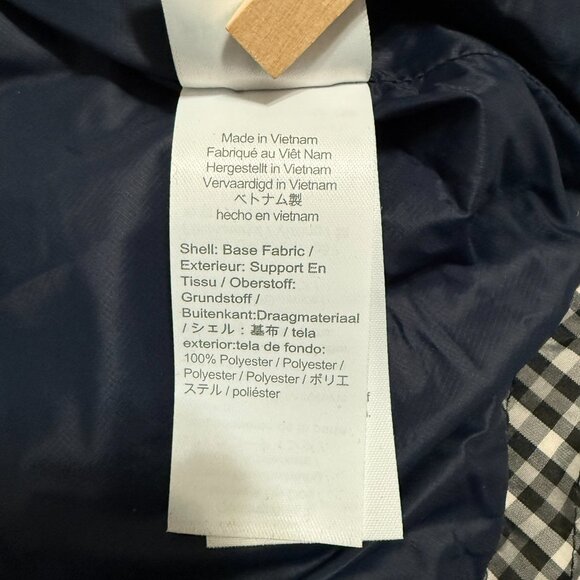 Made in Vietnam
Fabriqué au Viêt Nam
Hergestellt in Vietnam
Vervaardigd in Vietnam
ベトナム製
hecho en vietnam
Shell: Base Fabric /
Exterieur: Support En
Tissu / Oberstoff:
Grundstoff /
Buitenkant:Draagmateriaal
/ シェル：基布 / tela
exterior:tela de fondo:
100% Polyester / Polyester /
Polyester / Polyester / ポリエ
ステル / poliéster